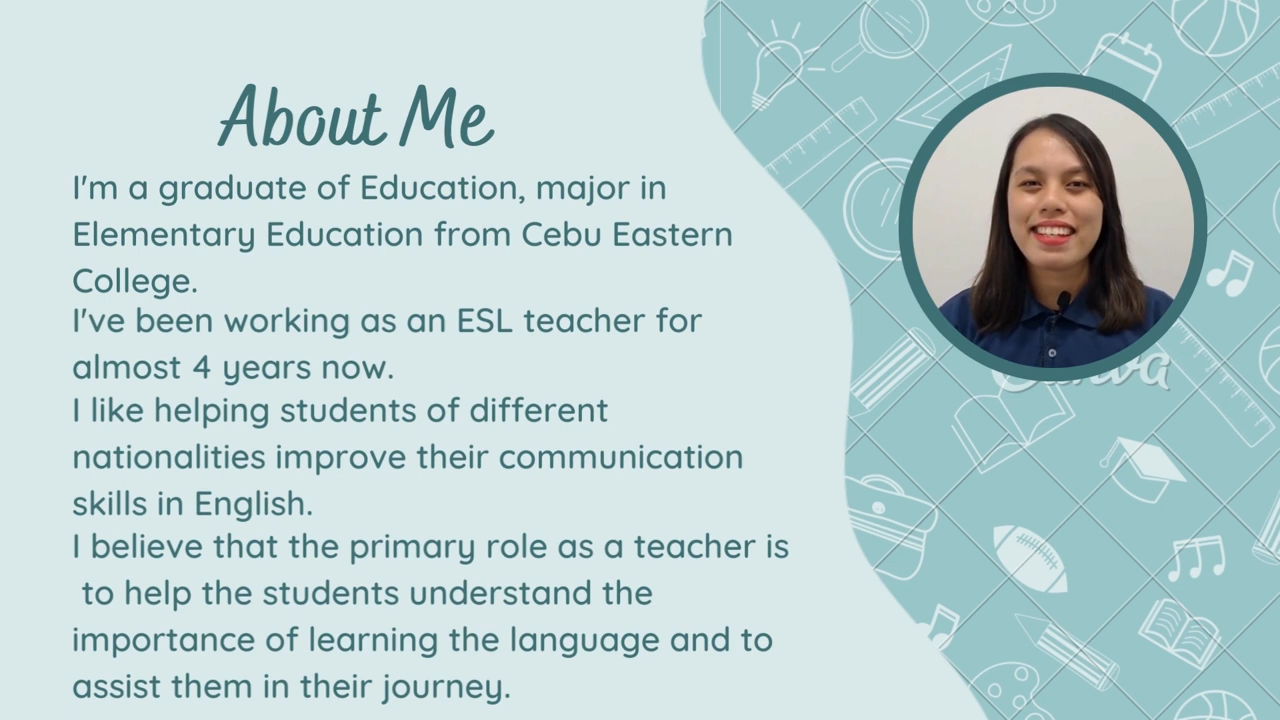 About Me
I'm a graduate of Education, major in
Elementary Education from Cebu Eastern
College.
I've been working as an ESL teacher for
almost 4 years now.
I like helping students of different
nationalities improve their communication
skills in English.
I believe that the primary role as a teacher is
to help the students understand the
importance of learning the language and to
assist them in their journey.